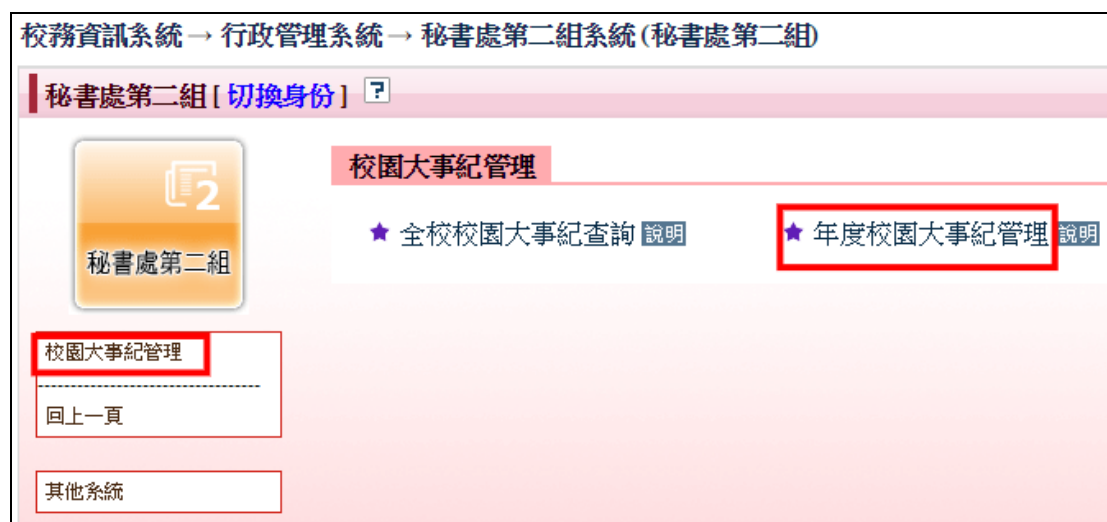 校務資訊系統→ 行政管理系統→ 秘書處第二組系統(秘書處第二組)
秘書處第二組[ 切換身份 ] ?
2
秘書處第二組
校園大事紀管理
★ 全校校園大事紀查詢 說明
★ 年度校園大事紀管理 說明
校園大事紀管理
回上一頁
其他系統